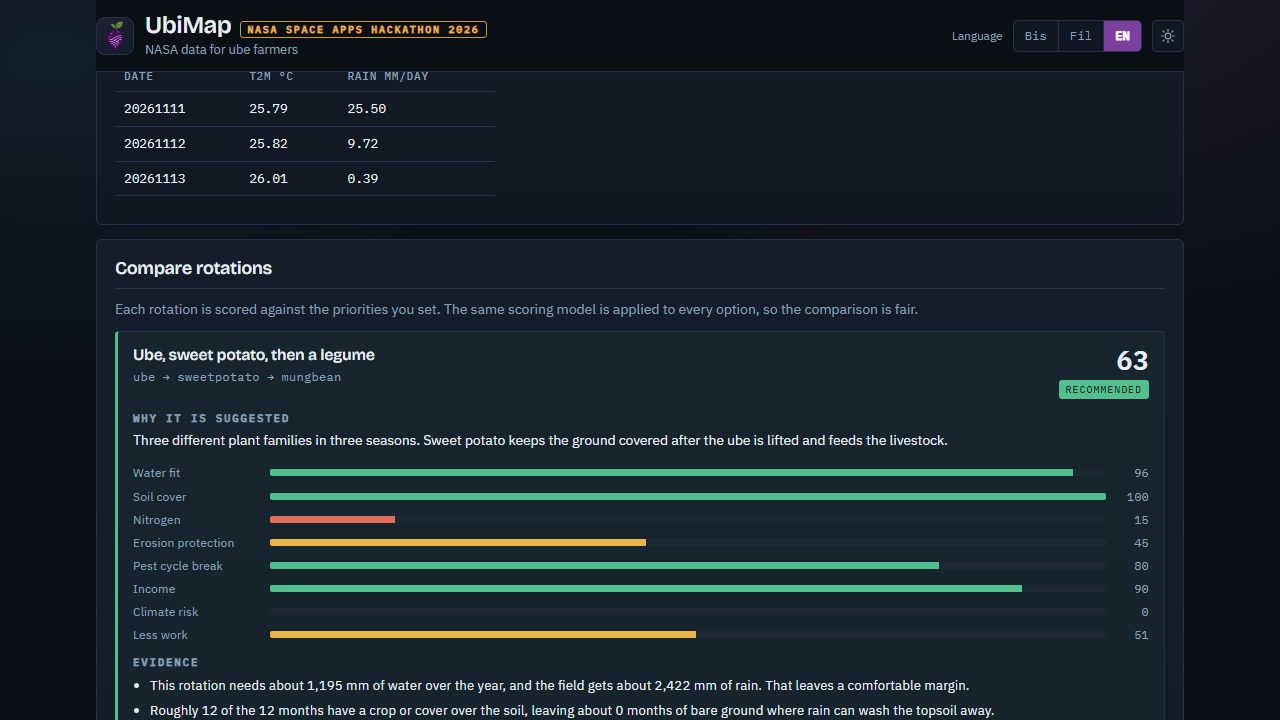 UbiMap NASA SPACE APPS HACKATHON 2026
NASA data for ube farmers
Language Bis Fil EN
DATE T2M °C RAIN MM/DAY
20261111 25.79 25.50
20261112 25.82 9.72
20261113 26.01 0.39
Compare rotations
Each rotation is scored against the priorities you set. The same scoring model is applied to every option, so the comparison is fair.
Ube, sweet potato, then a legume 63
ube → sweetpotato → mungbean
RECOMMENDED
WHY IT IS SUGGESTED
Three different plant families in three seasons. Sweet potato keeps the ground covered after the ube is lifted and feeds the livestock.
Water fit 96
Soil cover 100
Nitrogen 15
Erosion protection 45
Pest cycle break 80
Income 90
Climate risk 0
Less work 51
EVIDENCE
• This rotation needs about 1,195 mm of water over the year, and the field gets about 2,422 mm of rain. That leaves a comfortable margin.
• Roughly 12 of the 12 months have a crop or cover over the soil, leaving about 0 months of bare ground where rain can wash the topsoil away.